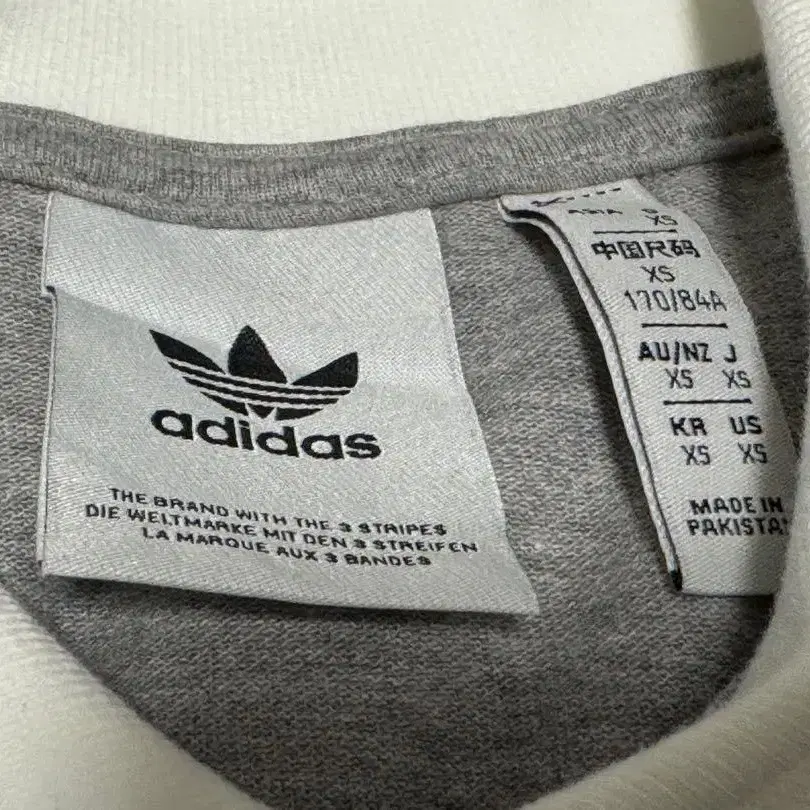 adidas
THE BRAND WITH THE 3 STRIPES
DIE WELTMARKE MIT DEN 3 STREIFEN
LA MARQUE AUX 3 BANDES
ASIA
XS
中国尺码
XS
170/84A
AU/NZ J
XS XS
KR US
XS XS
MADE IN